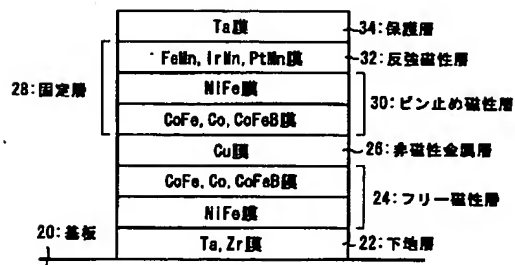 Ta膜
34:保護層
FeMn, IrMn, PtMn膜
32:反強磁性層
28:固定層
NiFe膜
30:ピン止め磁性層
CoFe, Co, CoFeB膜
Cu膜
26:非磁性金属層
CoFe, Co, CoFeB膜
24:フリー磁性層
NiFe膜
20:基板
Ta, Zr膜
22:下地層